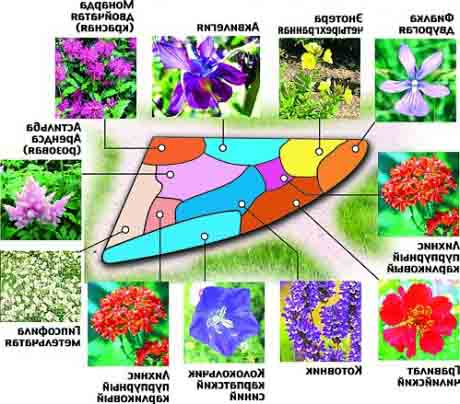 Монарда
двойчатая
(красная)
Аквилегия
Энотера
четырехгранная
Фиалка
двурогая
Астильба
Арендса
(розовая)
Лихнис
пурпурный
карликовый
Гипсофила
метельчатая
Лихнис
пурпурный
карликовый
Колокольчик
карпатский
синий
Котовник
Гравилат
чилийский